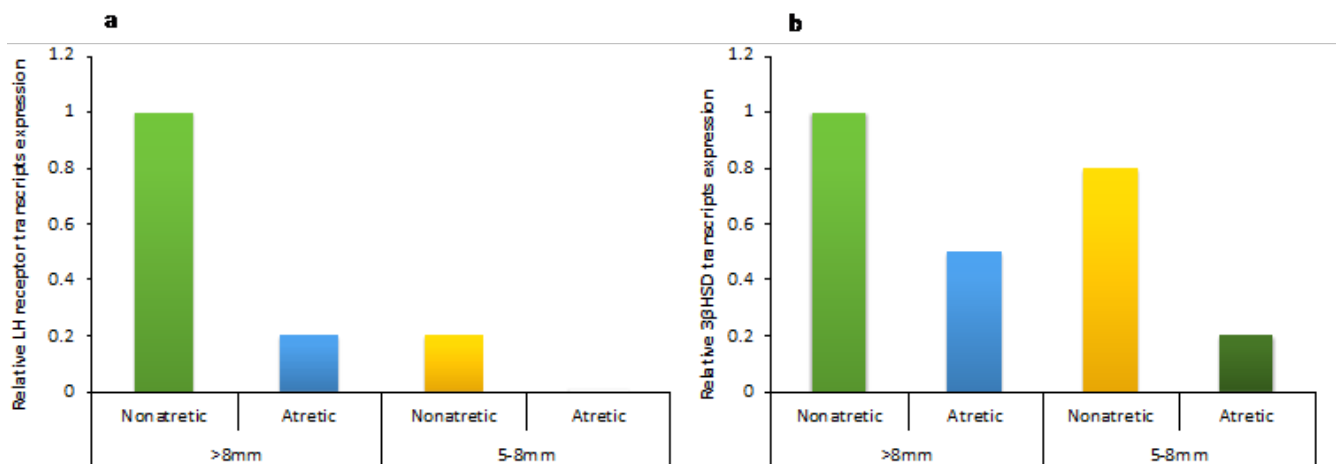 a
Relative LH receptor transcripts expression
1.2
1
0.8
0.6
0.4
0.2
0
Nonatretic Atretic Nonatretic Atretic
>8mm 5-8mm
b
Relative 3βHSD transcripts expression
1.2
1
0.8
0.6
0.4
0.2
0
Nonatretic Atretic Nonatretic Atretic
>8mm 5-8mm